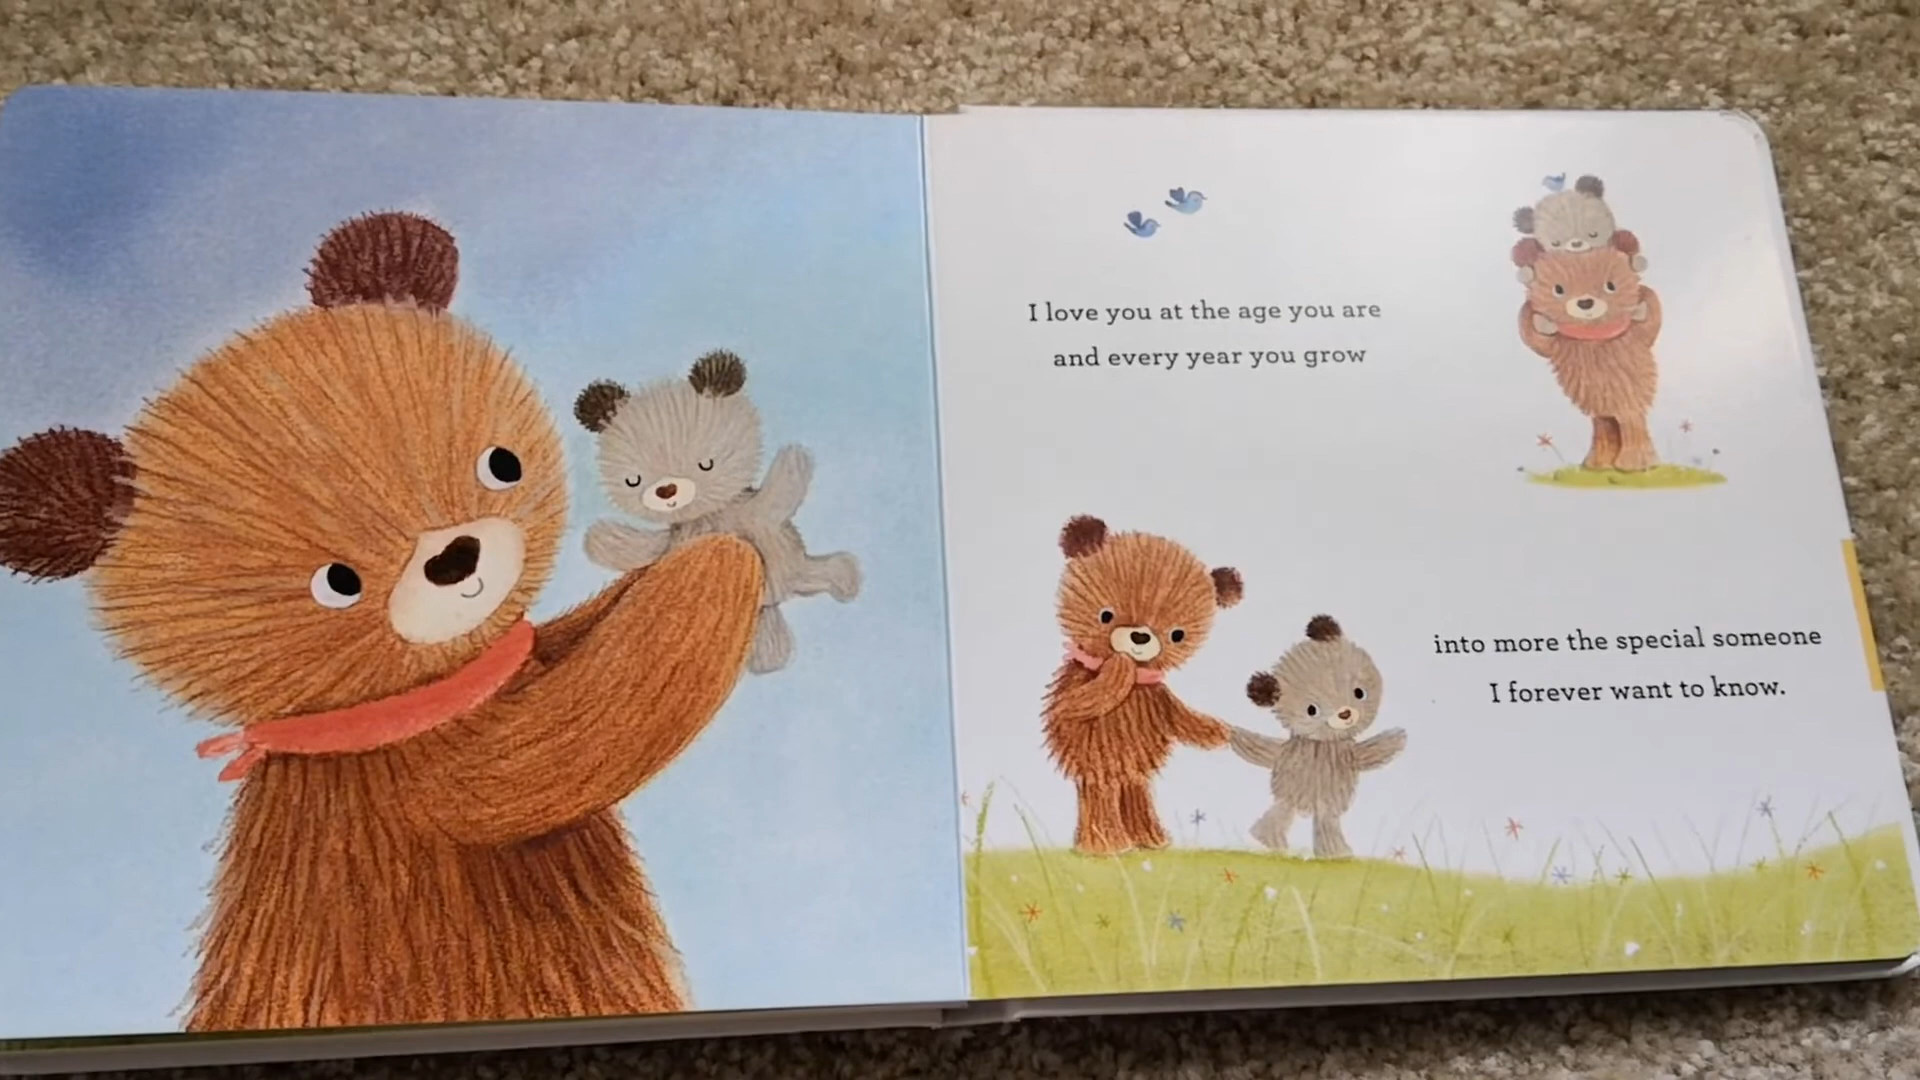 I love you at the age you are
and every year you grow
into more the special someone
I forever want to know.